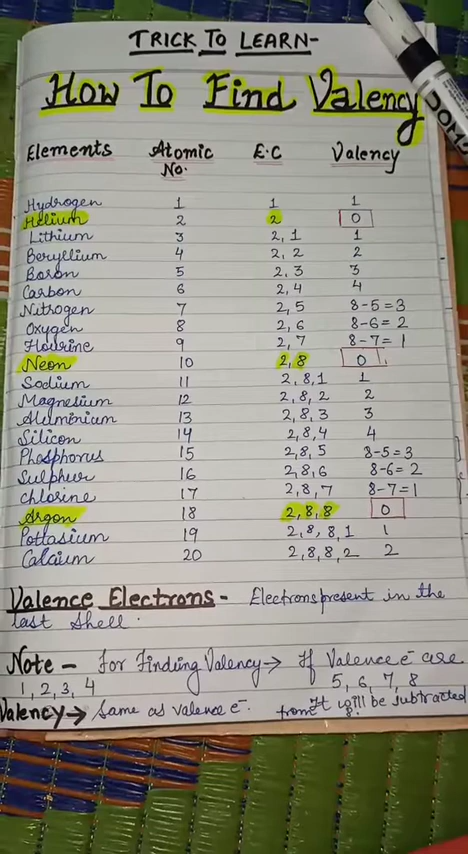 TRICK TO LEARN-
How To Find Valency
Elements Atomic No. E.C Valency
Hydrogen 1 1 1
Helium 2 2 0
Lithium 3 2, 1 1
Beryllium 4 2, 2 2
Boron 5 2, 3 3
Carbon 6 2, 4 4
Nitrogen 7 2, 5 8-5=3
Oxygen 8 2, 6 8-6=2
Flourine 9 2, 7 8-7=1
Neon 10 2, 8 0
Sodium 11 2, 8, 1 1
Magnesium 12 2, 8, 2 2
Aluminium 13 2, 8, 3 3
Silicon 14 2, 8, 4 4
Phosphorus 15 2, 8, 5 8-5=3
Sulphur 16 2, 8, 6 8-6=2
chlorine 17 2, 8, 7 8-7=1
Argon 18 2, 8, 8 0
Pottasium 19 2, 8, 8, 1 1
Calcium 20 2, 8, 8, 2 2
Valence Electrons- Electrons present in the
last shell.
Note - For Finding Valency→ If Valence e⁻ are
1, 2, 3, 4 5, 6, 7, 8
Valency→ Same as valence e⁻. It will be subtracted
from
DOMS